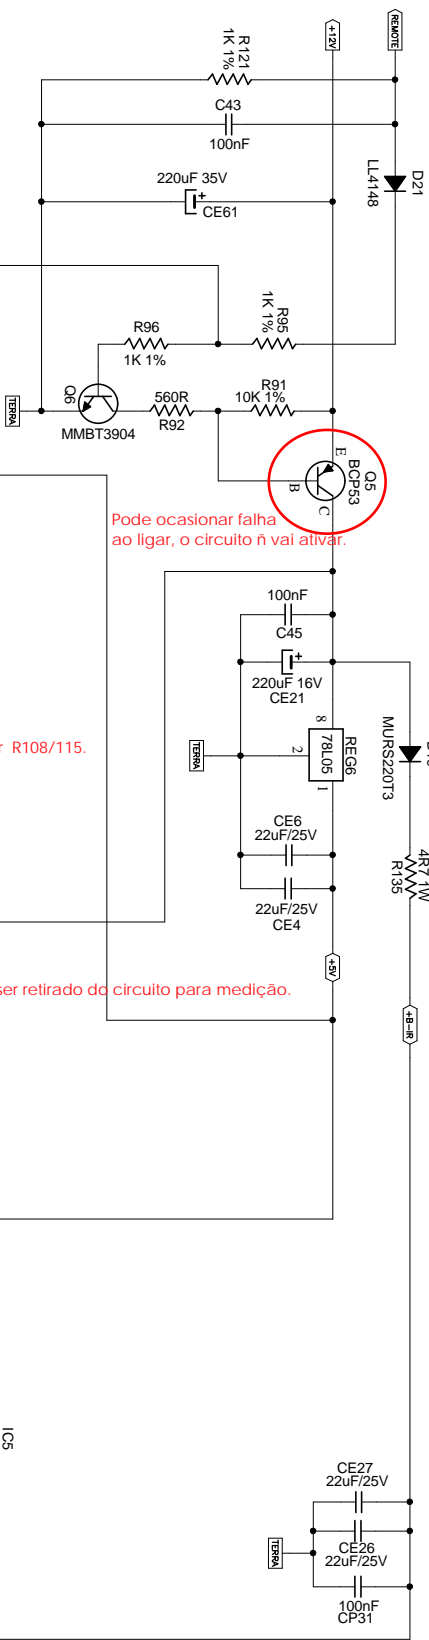 REMOTE
+12V
R121
1K 1%
C43
100nF
D21
LL4148
220uF 35V
+
CE61
R96
1K 1%
R95
1K 1%
Q6
MMBT3904
TERRA
560R
R92
R91
10K 1%
E
B
C
Q5
BCP53
Pode ocasionar falha
ao ligar, o circuito ñ vai ativar.
100nF
C45
+
220uF 16V
CE21
TERRA
8
78L05
2
1
REG6
MURS220T3
r R108/115.
CE6
22uF/25V
22uF/25V
CE4
4R7 1W
R135
+5V
ser retirado do circuito para medição.
+B-IR
IC5
CE27
22uF/25V
CE26
22uF/25V
TERRA
100nF
CP31